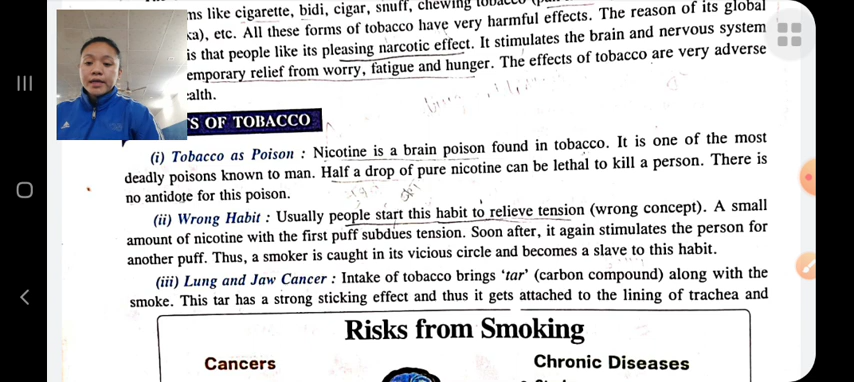 ms like cigarette, bidi, cigar, snuff, chewing tobacco
ka), etc. All these forms of tobacco have very harmful effects. The reason of its global
is that people like its pleasing narcotic effect. It stimulates the brain and nervous system
emporary relief from worry, fatigue and hunger. The effects of tobacco are very adverse
ealth.
S OF TOBACCO
(i) Tobacco as Poison : Nicotine is a brain poison found in tobacco. It is one of the most
deadly poisons known to man. Half a drop of pure nicotine can be lethal to kill a person. There is
no antidote for this poison.
(ii) Wrong Habit : Usually people start this habit to relieve tension (wrong concept). A small
amount of nicotine with the first puff subdues tension. Soon after, it again stimulates the person for
another puff. Thus, a smoker is caught in its vicious circle and becomes a slave to this habit.
(iii) Lung and Jaw Cancer : Intake of tobacco brings ‘tar’ (carbon compound) along with the
smoke. This tar has a strong sticking effect and thus it gets attached to the lining of trachea and
Risks from Smoking
Cancers
Chronic Diseases